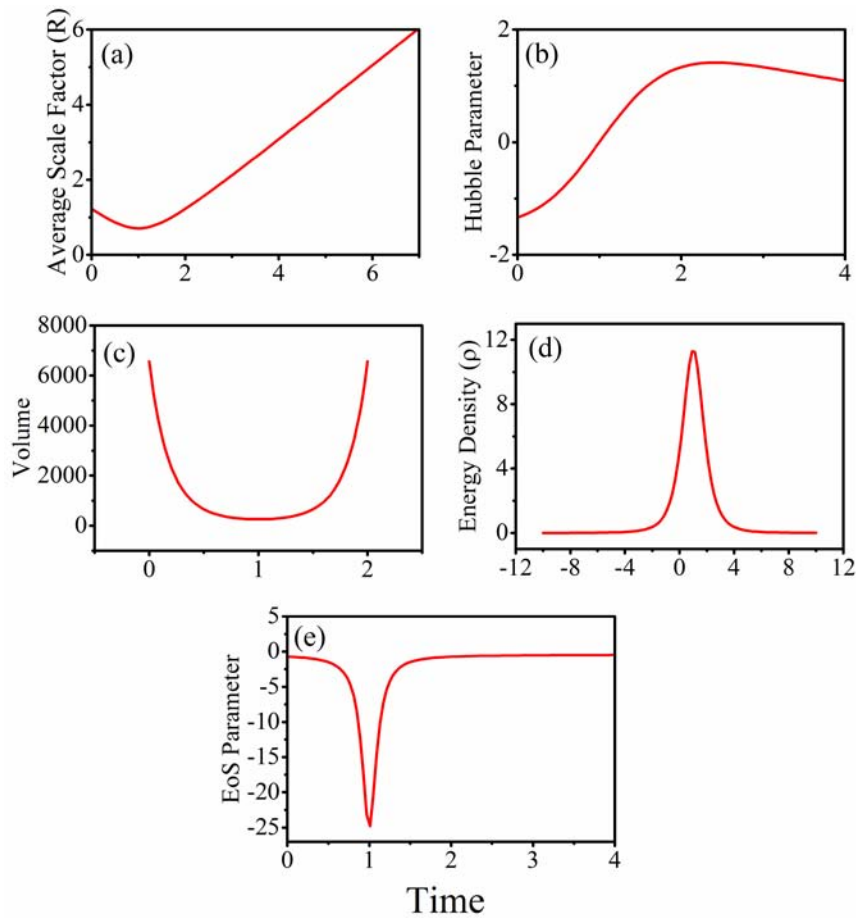 (a)
Average Scale Factor (R)
6
4
2
0
0 2 4 6
(b)
Hubble Parameter
2
0
-2
0 2 4
(c)
Volume
8000
6000
4000
2000
0
0 1 2
(d)
Energy Density (ρ)
12
8
4
0
-12 -8 -4 0 4 8 12
(e)
EoS Parameter
5
0
-5
-10
-15
-20
-25
0 1 2 3 4
Time